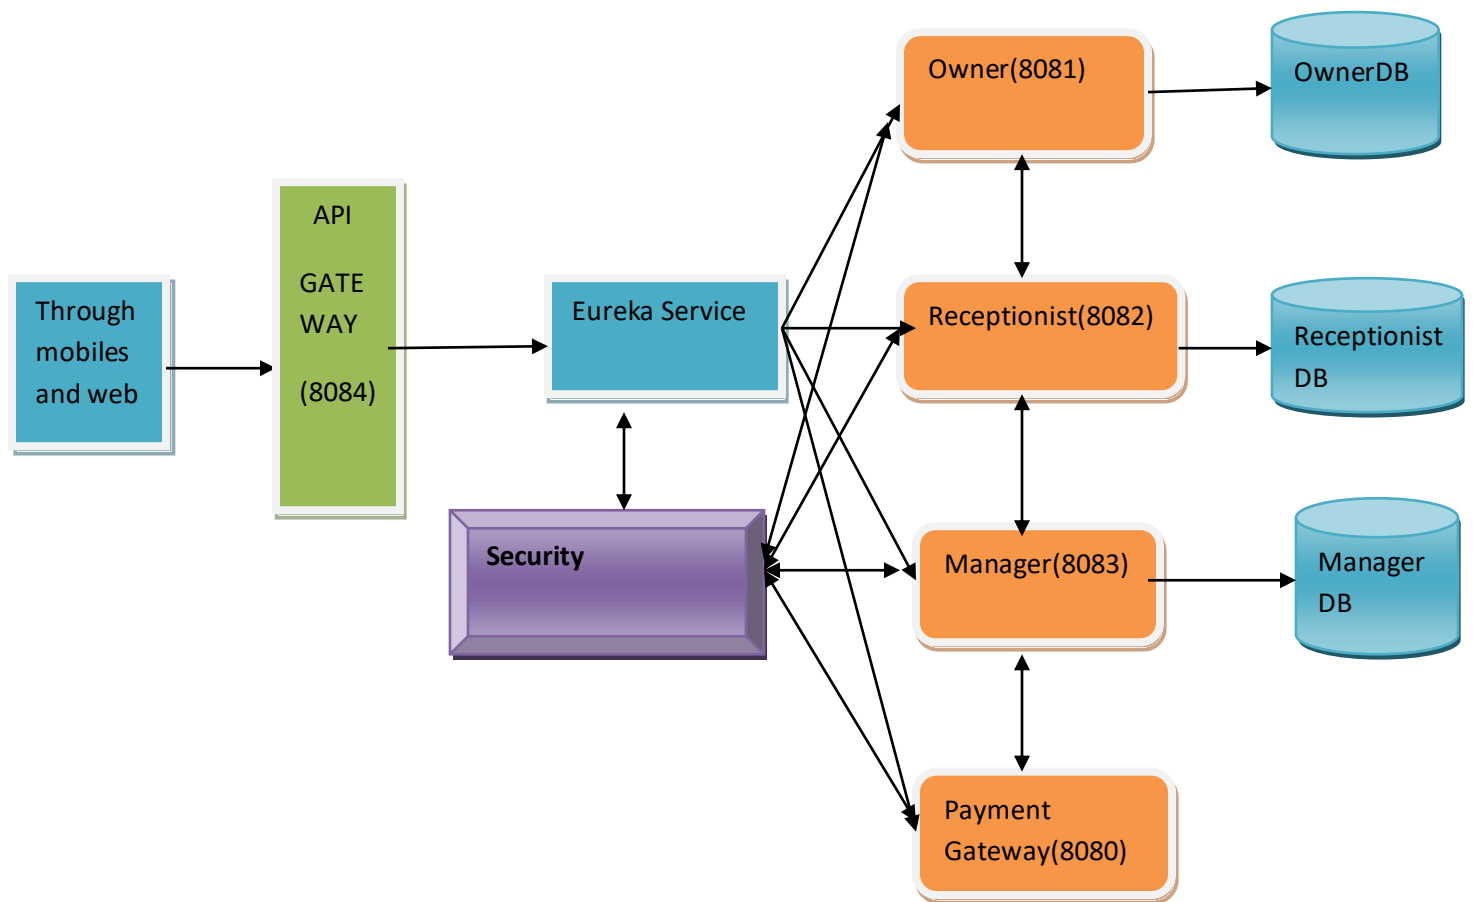 Through
mobiles
and web
API
GATE
WAY
(8084)
Eureka Service
Security
Owner(8081)
Receptionist(8082)
Manager(8083)
Payment
Gateway(8080)
OwnerDB
Receptionist
DB
Manager
DB